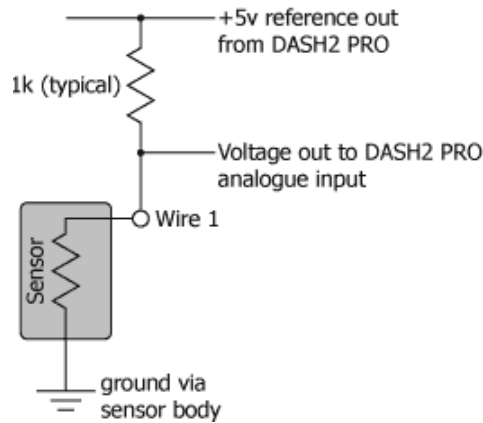 +5v reference out
from DASH2 PRO
1k (typical)
Voltage out to DASH2 PRO
analogue input
Wire 1
Sensor
ground via
sensor body